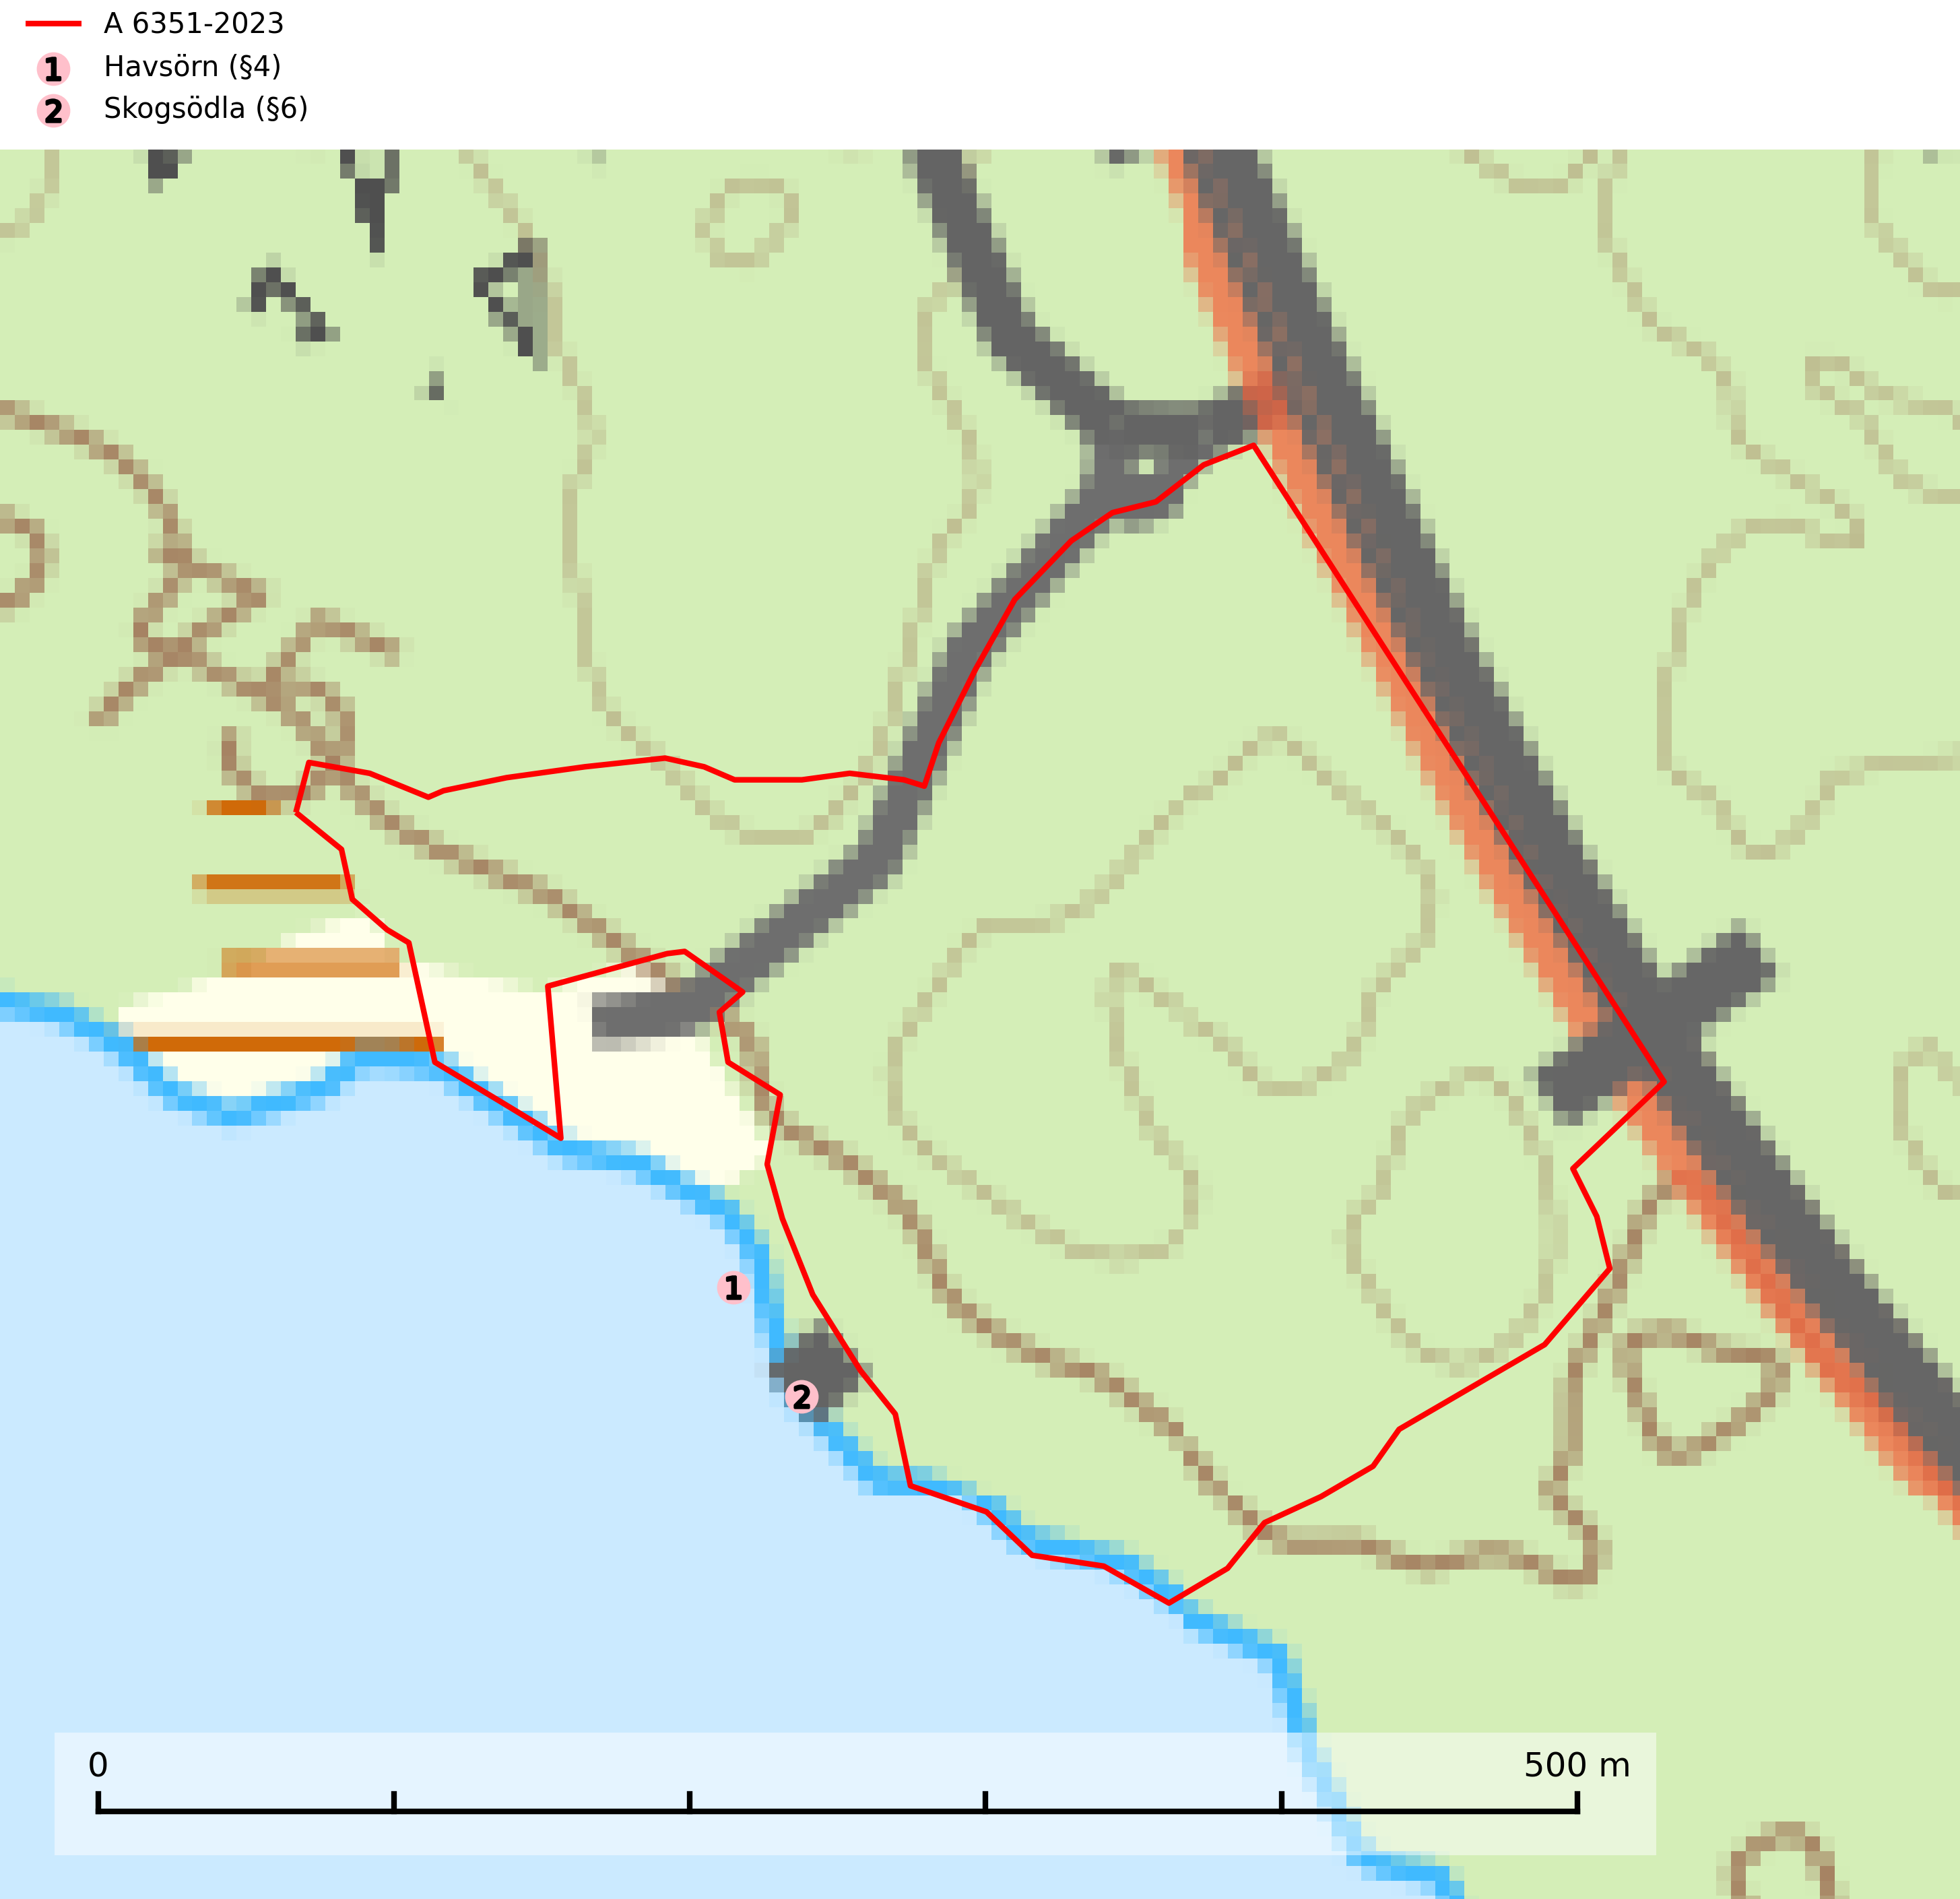 A 6351-2023
1 Havsörn (§4)
2 Skogsödla (§6)
1
2
0 500 m